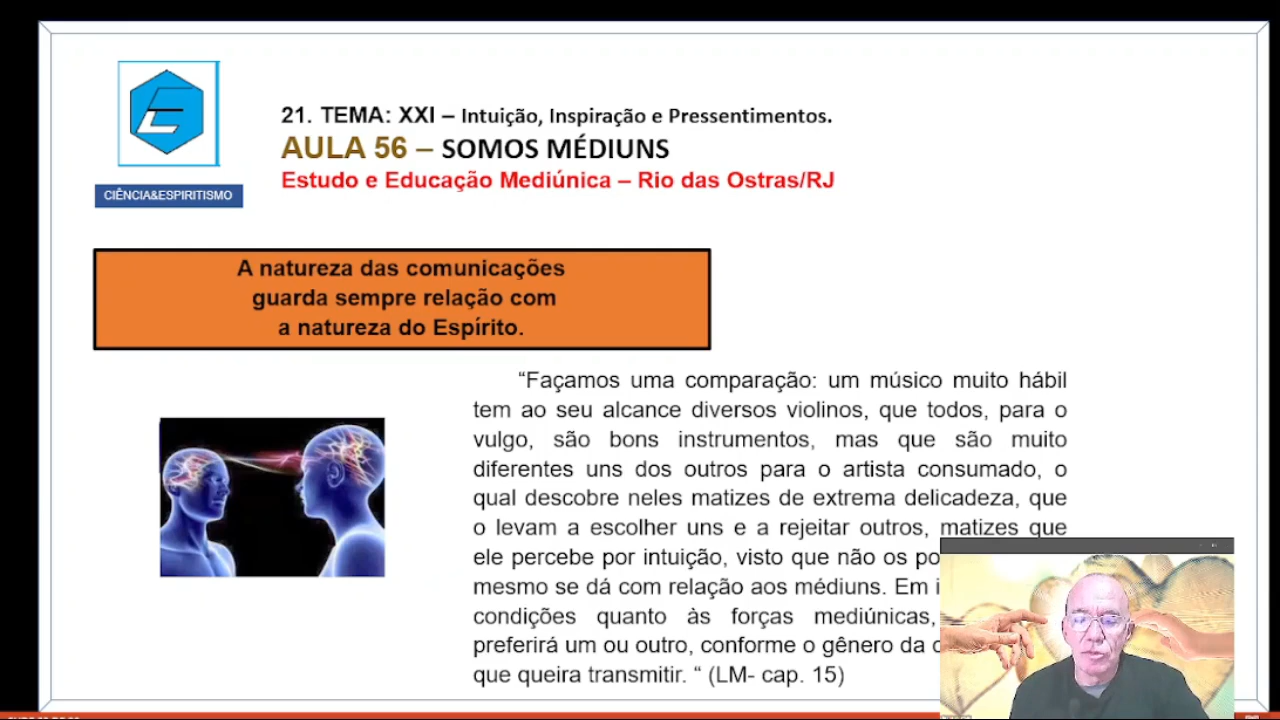 21. TEMA: XXI – Intuição, Inspiração e Pressentimentos.
AULA 56 – SOMOS MÉDIUNS
Estudo e Educação Mediúnica – Rio das Ostras/RJ
CIÊNCIA&ESPIRITISMO
A natureza das comunicações
guarda sempre relação com
a natureza do Espírito.
“Façamos uma comparação: um músico muito hábil
tem ao seu alcance diversos violinos, que todos, para o
vulgo, são bons instrumentos, mas que são muito
diferentes uns dos outros para o artista consumado, o
qual descobre neles matizes de extrema delicadeza, que
o levam a escolher uns e a rejeitar outros, matizes que
ele percebe por intuição, visto que não os
mesmo se dá com relação aos médiuns. Em
condições quanto às forças mediúnicas,
preferirá um ou outro, conforme o gênero da
que queira transmitir. “ (LM- cap. 15)